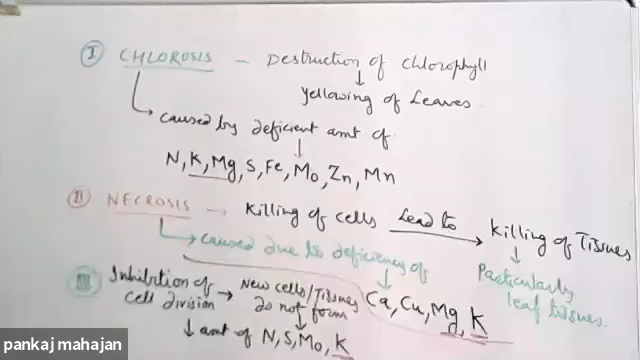 I CHLOROSIS - Destruction of chlorophyll
↓
yellowing of Leaves
caused by deficient amt of
↓
N, K, Mg, S, Fe, Mo, Zn, Mn
II NECROSIS → Killing of cells Lead to → Killing of Tissues
↓
Particularly
leaf tissues.
→ caused due to deficiency of
↓
Ca, Cu, Mg, K
III Inhibition of
cell division → New cells/Tissues
do not form
↓ amt of N, S, Mo, K
pankaj mahajan